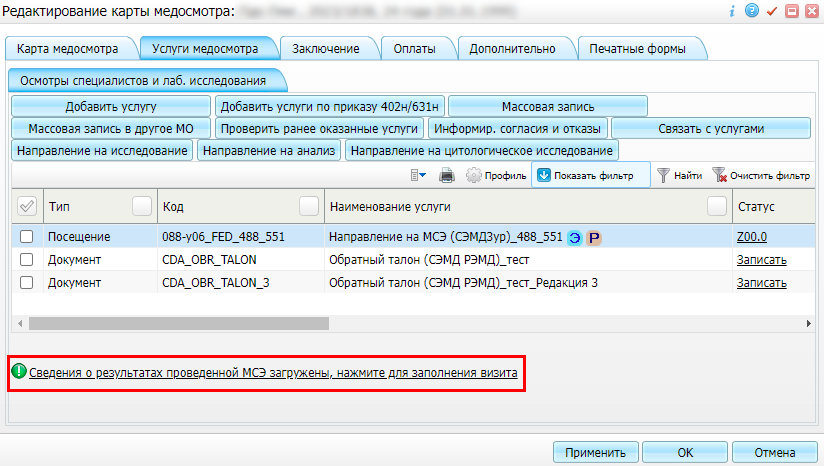 Редактирование карты медосмотра:
Карта медосмотра Услуги медосмотра Заключение Оплаты Дополнительно Печатные формы
Осмотры специалистов и лаб. исследования
Добавить услугу Добавить услуги по приказу 402н/631н Массовая запись
Массовая запись в другое МО Проверить ранее оказанные услуги Информир. согласия и отказы Связать с услугами
Направление на исследование Направление на анализ Направление на цитологическое исследование
Профиль Показать фильтр Найти Очистить фильтр
Тип Код Наименование услуги Статус
Посещение 088-y06_FED_488_551 Направление на МСЭ (СЭМДЗур)_488_551 Э Р Z00.0
Документ CDA_OBR_TALON Обратный талон (СЭМД РЭМД)_тест Записать
Документ CDA_OBR_TALON_3 Обратный талон (СЭМД РЭМД)_тест_Редакция 3 Записать
Сведения о результатах проведенной МСЭ загружены, нажмите для заполнения визита
Применить ОК Отмена